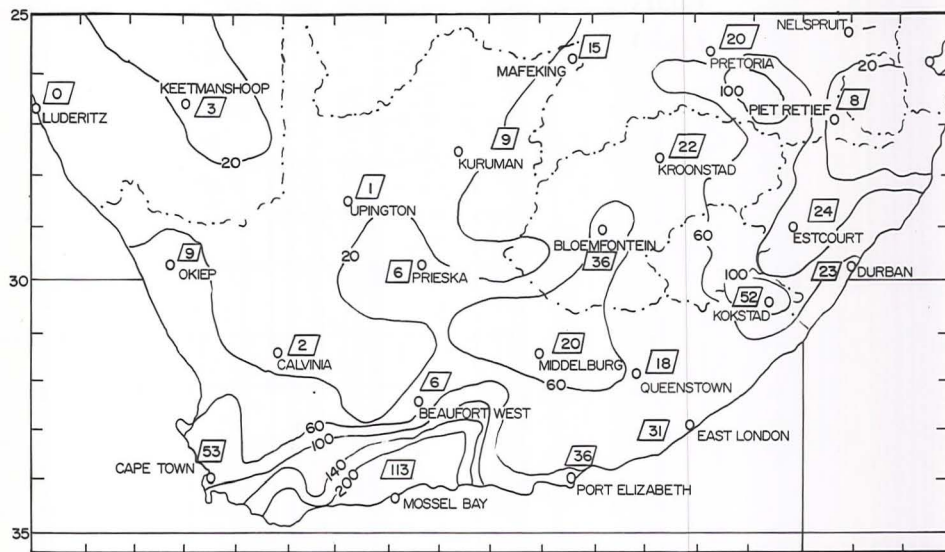 25
NELSPRUIT
20
PRETORIA
15
MAFEKING
20
0
LUDERITZ
KEETMANSHOOP
3
100
PIET RETIEF
8
20
9
KURUMAN
22
KROONSTAD
1
UPINGTON
24
ESTCOURT
9
OKIEP
20
6
PRIESKA
BLOEMFONTEIN
36
60
30
100
23
DURBAN
52
KOKSTAD
2
CALVINIA
20
MIDDELBURG
60
18
QUEENSTOWN
6
BEAUFORT WEST
60
100
31
EAST LONDON
53
CAPE TOWN
140
200
113
MOSSEL BAY
36
PORT ELIZABETH
35